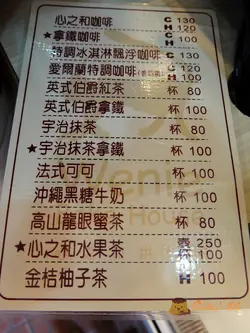 心之和咖啡 C 130
H 120
★拿鐵咖啡 C
H 100
特調冰淇淋飄浮咖啡 C 130
愛爾蘭特調咖啡 C 120
H 100
英式伯爵紅茶 杯 80
英式伯爵拿鐵 杯 100
宇治抹茶 杯 80
★宇治抹茶拿鐵 杯 100
法式可可 杯 100
沖繩黑糖牛奶 杯 100
高山龍眼蜜茶 杯 80
★心之和水果茶 壺 250
杯 100
金桔柚子茶 杯 100
Venie
House